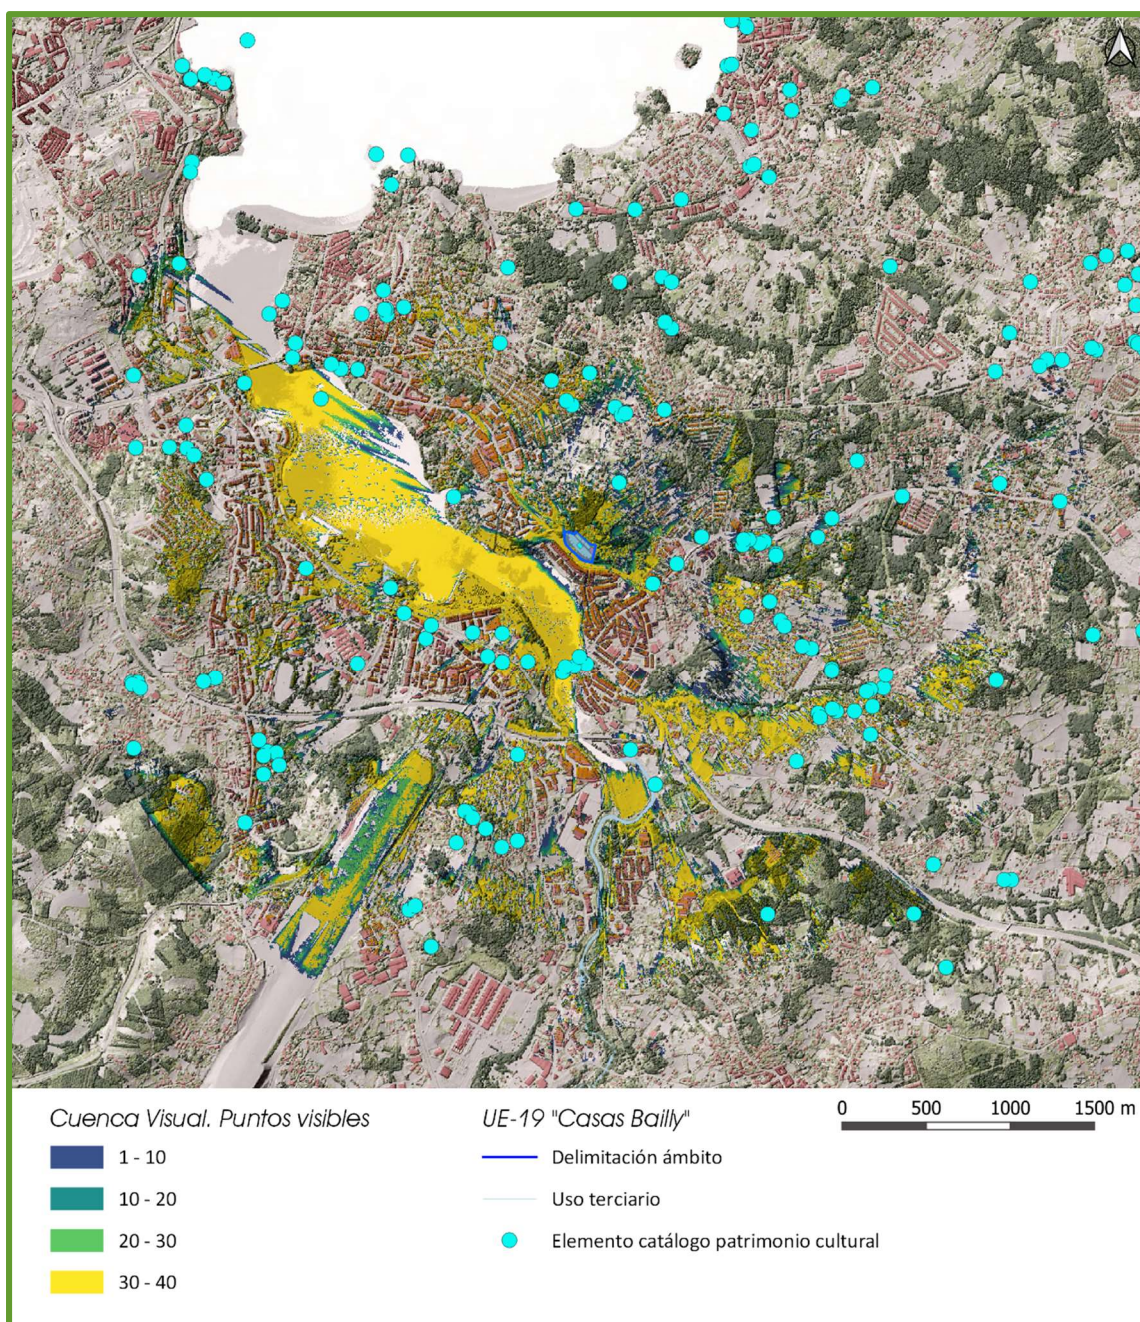 N
Cuenca Visual. Puntos visibles
1 - 10
10 - 20
20 - 30
30 - 40
UE-19 "Casas Bailly"
Delimitación ámbito
Uso terciario
Elemento catálogo patrimonio cultural
0 500 1000 1500 m